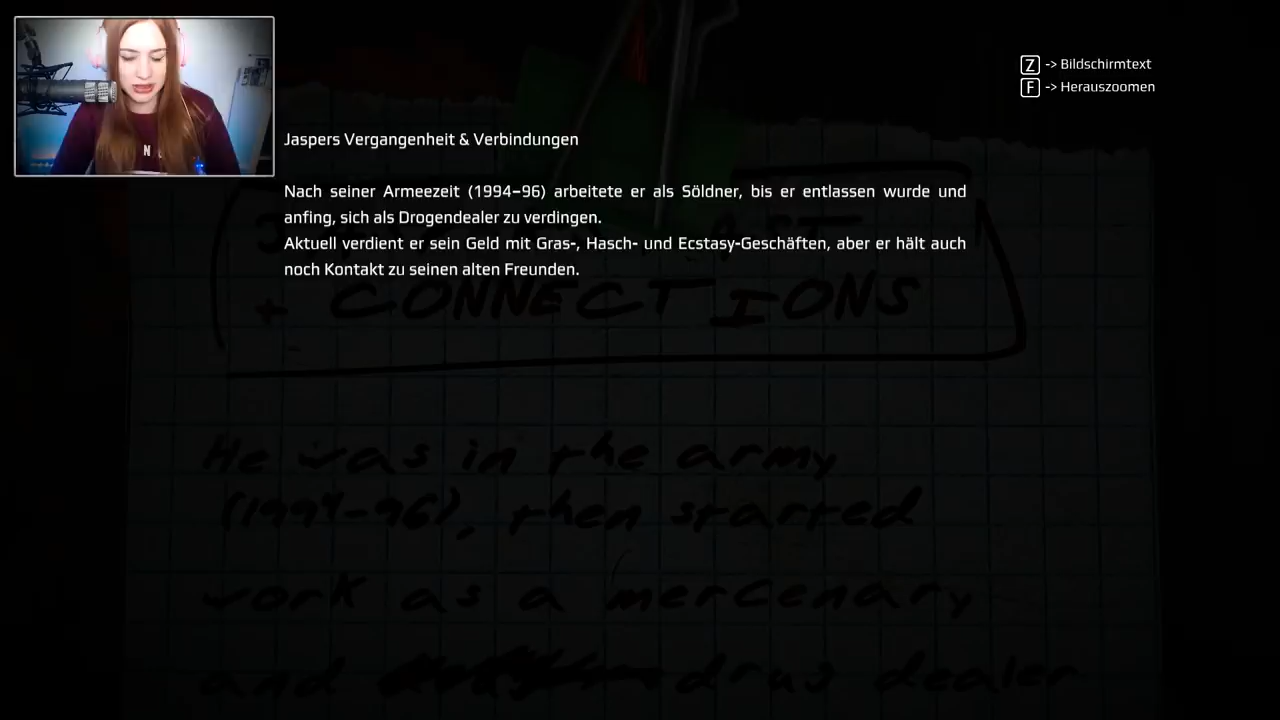 Z -> Bildschirmtext
F -> Herauszoomen
Jaspers Vergangenheit & Verbindungen
Nach seiner Armeezeit (1994–96) arbeitete er als Söldner, bis er entlassen wurde und
anfing, sich als Drogendealer zu verdingen.
Aktuell verdient er sein Geld mit Gras-, Hasch- und Ecstasy-Geschäften, aber er hält auch
noch Kontakt zu seinen alten Freunden.
+ CONNECTIONS
He was in the army
(1994-96), then started
work as a mercenary
and drug dealer